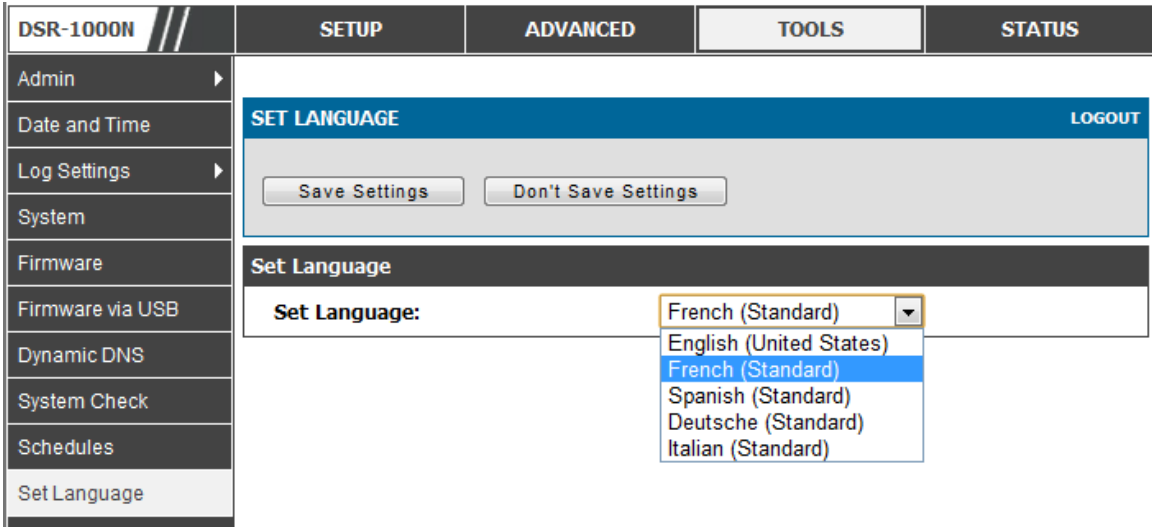 DSR-1000N
SETUP
ADVANCED
TOOLS
STATUS
Admin
Date and Time
Log Settings
System
Firmware
Firmware via USB
Dynamic DNS
System Check
Schedules
Set Language
SET LANGUAGE
LOGOUT
Save Settings
Don't Save Settings
Set Language
Set Language:
French (Standard)
English (United States)
French (Standard)
Spanish (Standard)
Deutsche (Standard)
Italian (Standard)